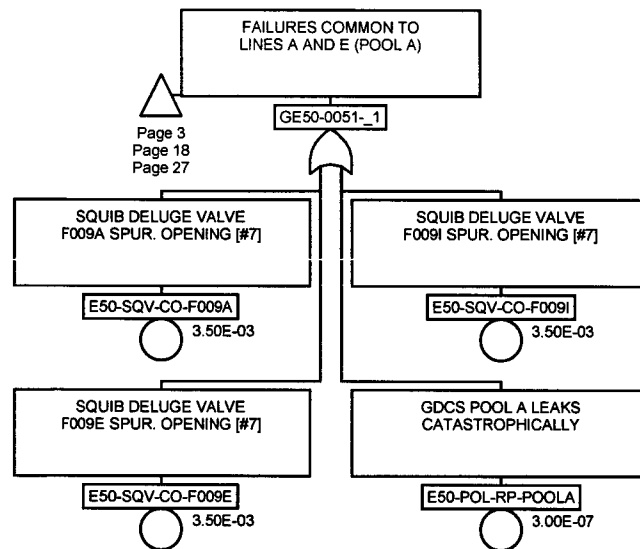 FAILURES COMMON TO
LINES A AND E (POOL A)
GE50-0051-_1
Page 3
Page 18
Page 27
SQUIB DELUGE VALVE
F009A SPUR. OPENING [#7]
E50-SQV-CO-F009A
3.50E-03
SQUIB DELUGE VALVE
F009I SPUR. OPENING [#7]
E50-SQV-CO-F009I
3.50E-03
SQUIB DELUGE VALVE
F009E SPUR. OPENING [#7]
E50-SQV-CO-F009E
3.50E-03
GDCS POOL A LEAKS
CATASTROPHICALLY
E50-POL-RP-POOLA
3.00E-07